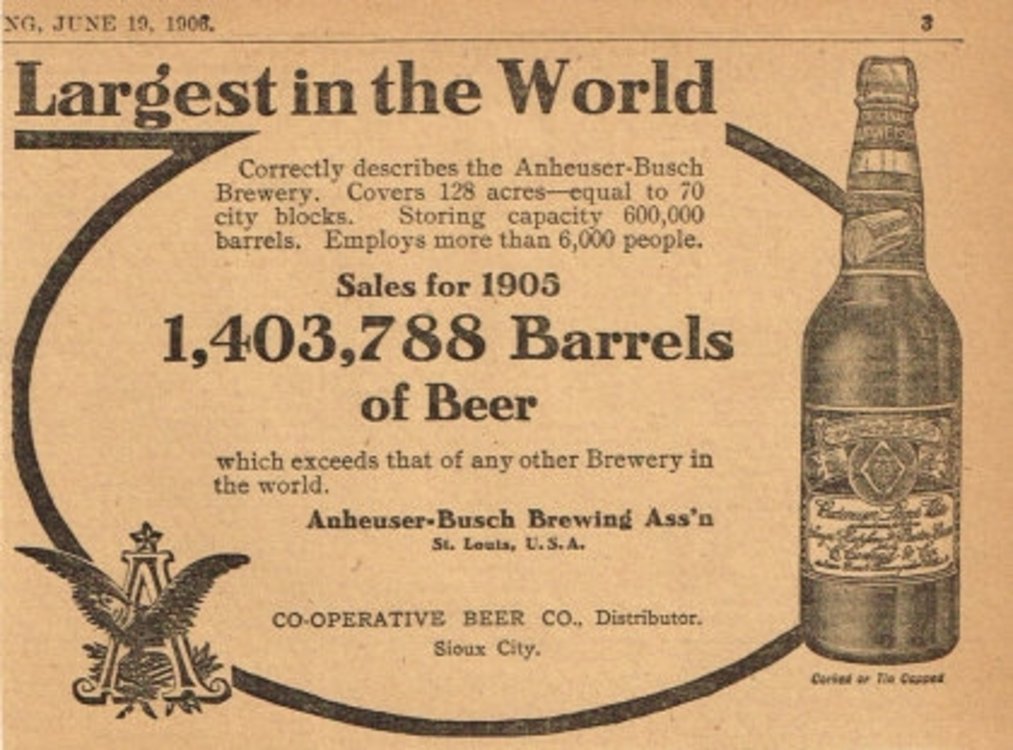 NG, JUNE 19, 1906. 3
Largest in the World
Correctly describes the Anheuser-Busch
Brewery. Covers 128 acres—equal to 70
city blocks. Storing capacity 600,000
barrels. Employs more than 6,000 people.
Sales for 1905
1,403,788 Barrels
of Beer
which exceeds that of any other Brewery in
the world.
Anheuser-Busch Brewing Ass'n
St. Louis, U.S.A.
CO-OPERATIVE BEER CO., Distributor.
Sioux City.
Corked or Tin Capped
A